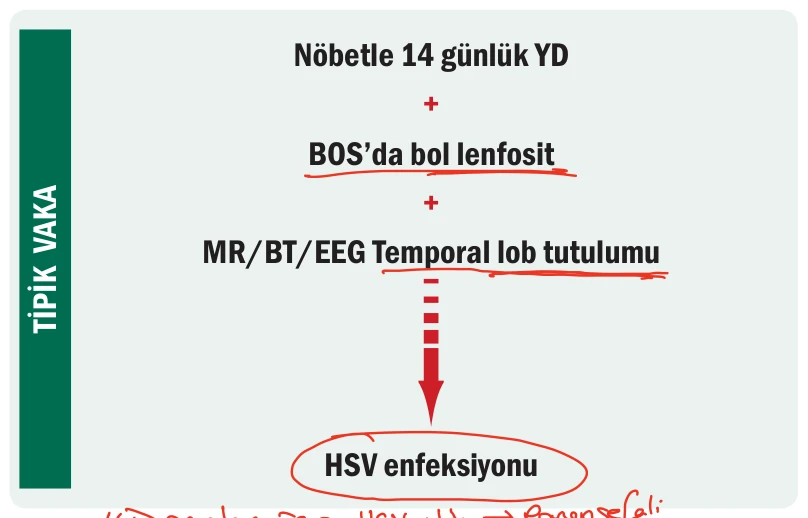 TİPİK VAKA
Nöbetle 14 günlük YD
+
BOS'da bol lenfosit
+
MR/BT/EEG Temporal lob tutulumu
HSV enfeksiyonu
HSV →